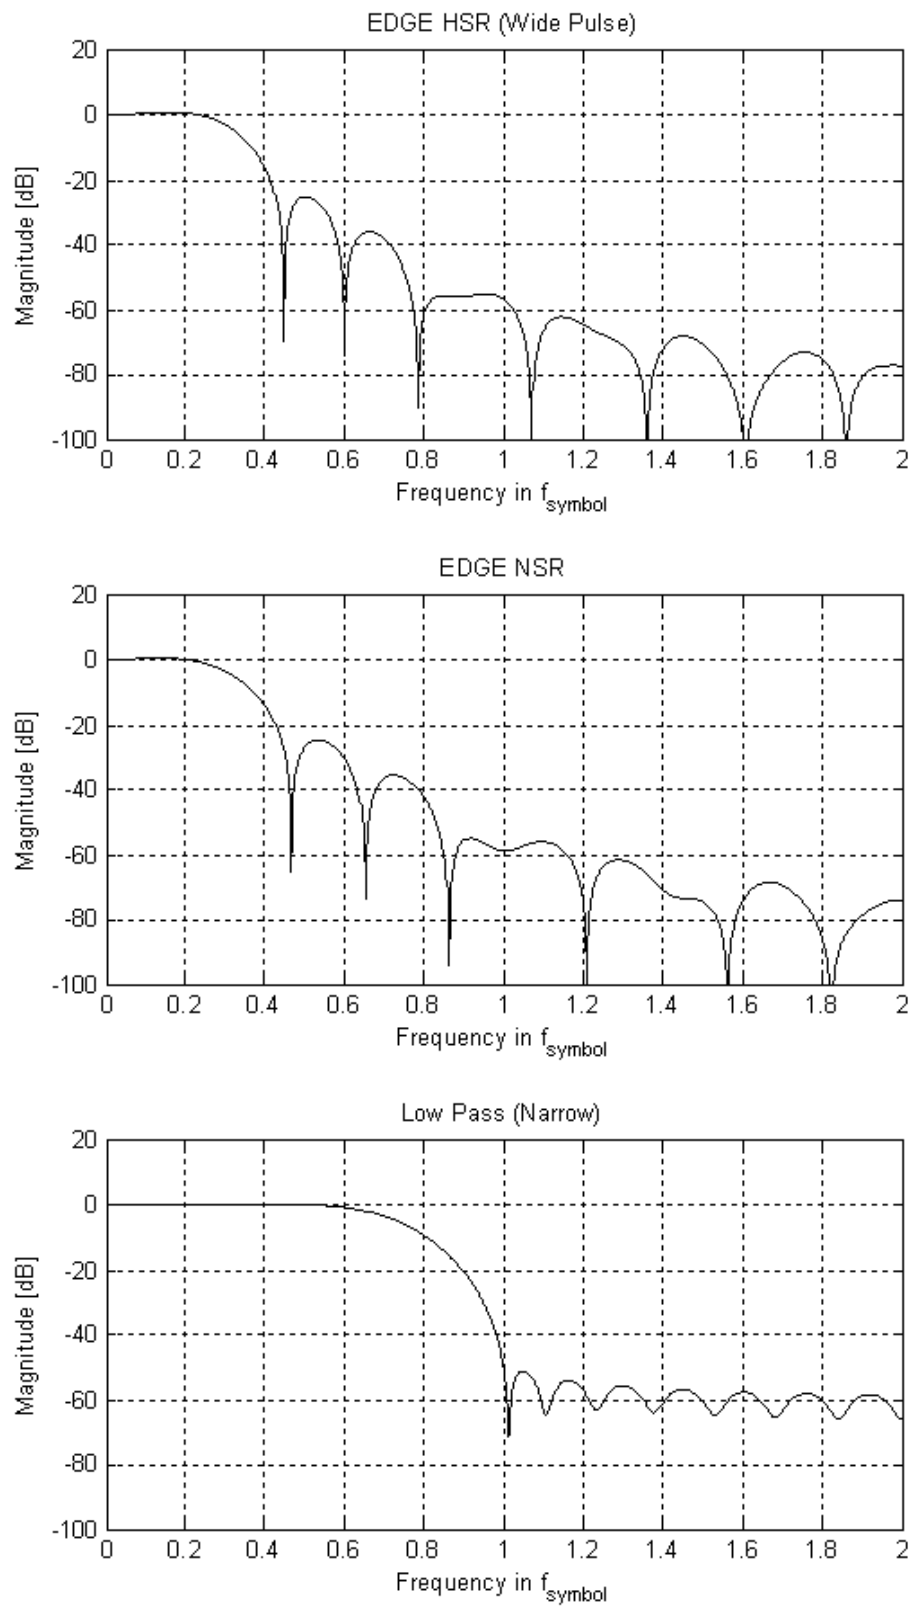 EDGE HSR (Wide Pulse)
20
0
-20
-40
-60
-80
-100
Magnitude [dB]
0 0.2 0.4 0.6 0.8 1 1.2 1.4 1.6 1.8 2
Frequency in f_symbol
EDGE NSR
20
0
-20
-40
-60
-80
-100
Magnitude [dB]
0 0.2 0.4 0.6 0.8 1 1.2 1.4 1.6 1.8 2
Frequency in f_symbol
Low Pass (Narrow)
20
0
-20
-40
-60
-80
-100
Magnitude [dB]
0 0.2 0.4 0.6 0.8 1 1.2 1.4 1.6 1.8 2
Frequency in f_symbol